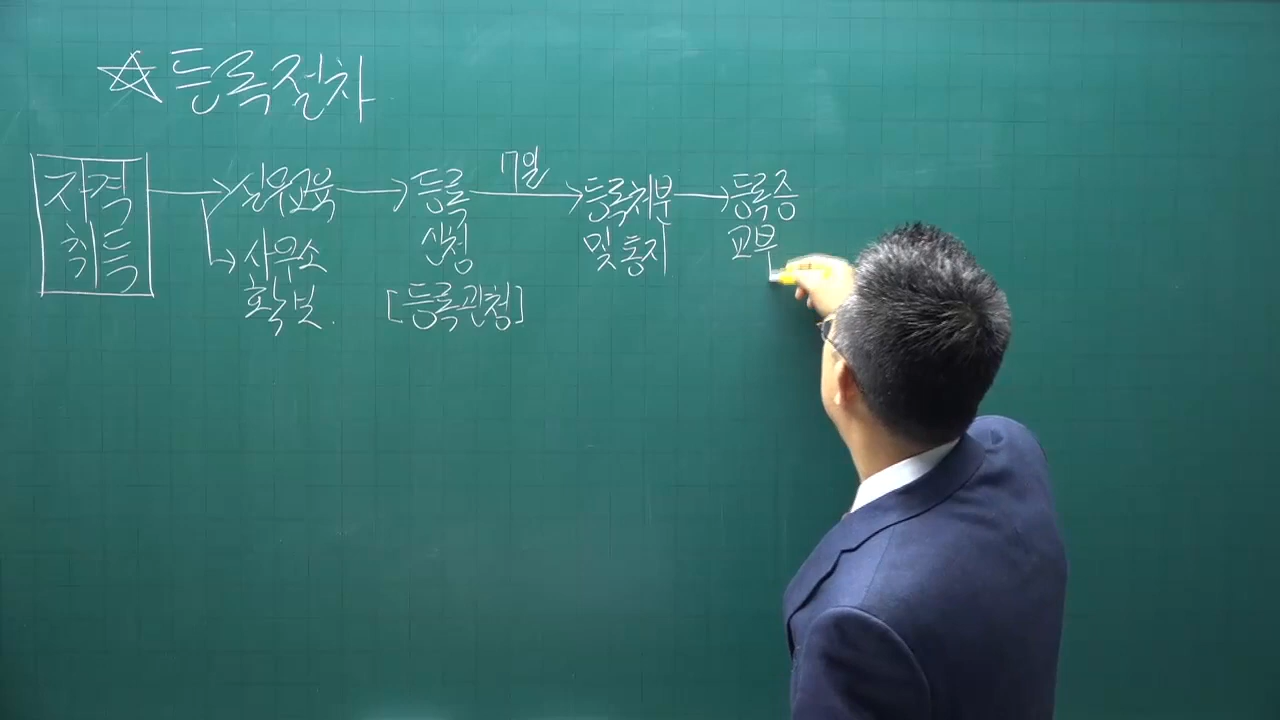 ☆등록절차
자격
취득
실무교육
사무소
확보.
등록
신청
[등록관청]
7일
등록처분
및 통지
등록증
교부